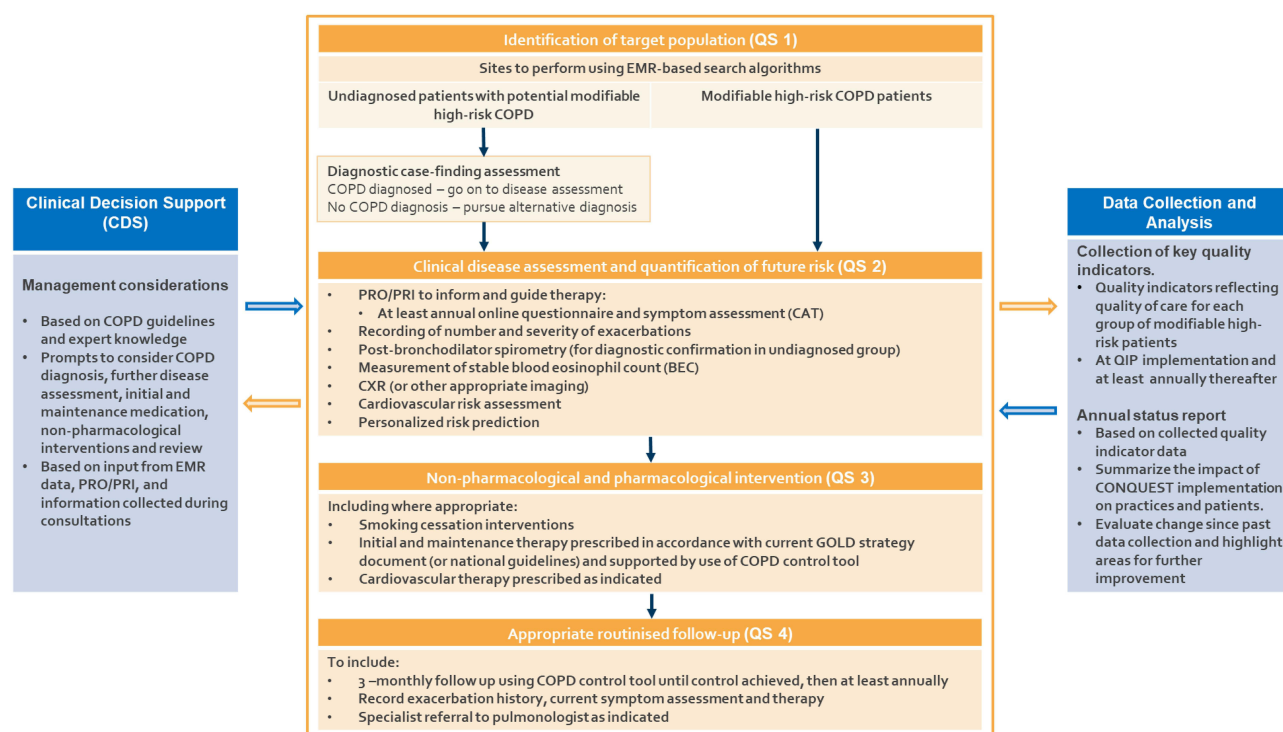 Identification of target population (QS 1)
Sites to perform using EMR-based search algorithms
Undiagnosed patients with potential modifiable
high-risk COPD
Modifiable high-risk COPD patients
Diagnostic case-finding assessment
COPD diagnosed – go on to disease assessment
No COPD diagnosis – pursue alternative diagnosis
Clinical Decision Support
(CDS)
Management considerations
• Based on COPD guidelines
and expert knowledge
• Prompts to consider COPD
diagnosis, further disease
assessment, initial and
maintenance medication,
non-pharmacological
interventions and review
• Based on input from EMR
data, PRO/PRI, and
information collected during
consultations
Clinical disease assessment and quantification of future risk (QS 2)
• PRO/PRI to inform and guide therapy:
• At least annual online questionnaire and symptom assessment (CAT)
• Recording of number and severity of exacerbations
• Post-bronchodilator spirometry (for diagnostic confirmation in undiagnosed group)
• Measurement of stable blood eosinophil count (BEC)
• CXR (or other appropriate imaging)
• Cardiovascular risk assessment
• Personalized risk prediction
Non-pharmacological and pharmacological intervention (QS 3)
Including where appropriate:
• Smoking cessation interventions
• Initial and maintenance therapy prescribed in accordance with current GOLD strategy
document (or national guidelines) and supported by use of COPD control tool
• Cardiovascular therapy prescribed as indicated
Appropriate routinised follow-up (QS 4)
To include:
• 3 –monthly follow up using COPD control tool until control achieved, then at least annually
• Record exacerbation history, current symptom assessment and therapy
• Specialist referral to pulmonologist as indicated
Data Collection and
Analysis
Collection of key quality
indicators.
• Quality indicators reflecting
quality of care for each
group of modifiable high-
risk patients
• At QIP implementation and
at least annually thereafter
Annual status report
• Based on collected quality
indicator data
• Summarize the impact of
CONQUEST implementation
on practices and patients.
• Evaluate change since past
data collection and highlight
areas for further
improvement